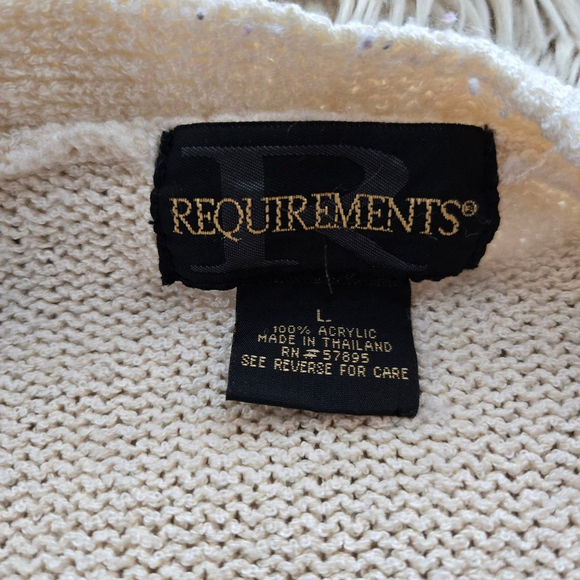 R
REQUIREMENTS®
L.
100% ACRYLIC
MADE IN THAILAND
RN #57895
SEE REVERSE FOR CARE